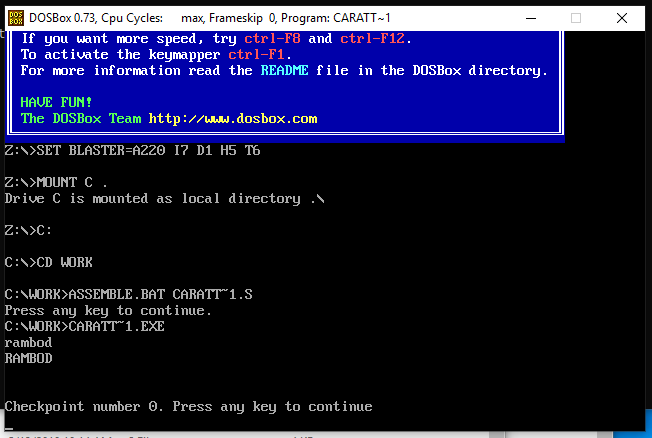 DOSBox 0.73, Cpu Cycles: max, Frameskip 0, Program: CARATT~1
If you want more speed, try ctrl-F8 and ctrl-F12.
To activate the keymapper ctrl-F1.
For more information read the README file in the DOSBox directory.
HAVE FUN!
The DOSBox Team http://www.dosbox.com
Z:\>SET BLASTER=A220 I7 D1 H5 T6
Z:\>MOUNT C .
Drive C is mounted as local directory .\
Z:\>C:
C:\>CD WORK
C:\WORK>ASSEMBLE.BAT CARATT~1.S
Press any key to continue.
C:\WORK>CARATT~1.EXE
rambod
RAMBOD
Checkpoint number 0. Press any key to continue
_